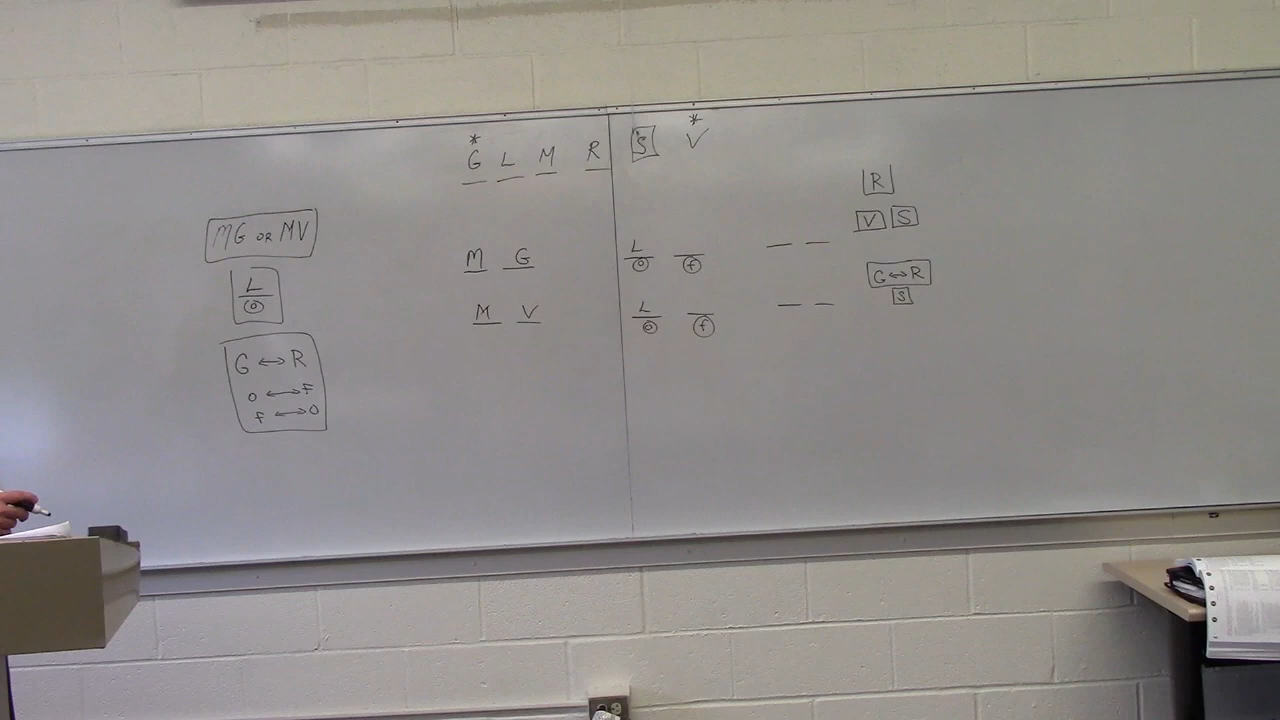 * *
G L M R S V
R
MG OR MV
M G L V S
o f
L
o
G ↔ R
S
M V L
o f
G ↔ R
o ↔ f
f ↔ o